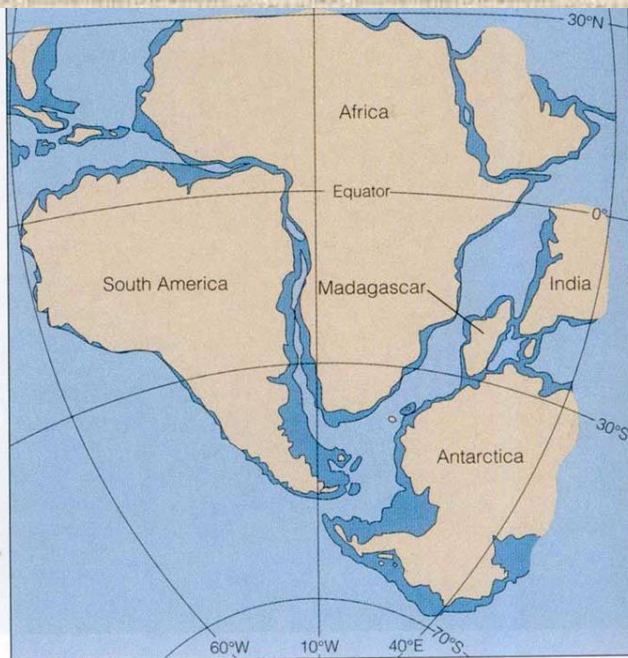 30°N
Africa
Equator
0°
South America
Madagascar
India
30°S
Antarctica
70°S
60°W 10°W 40°E